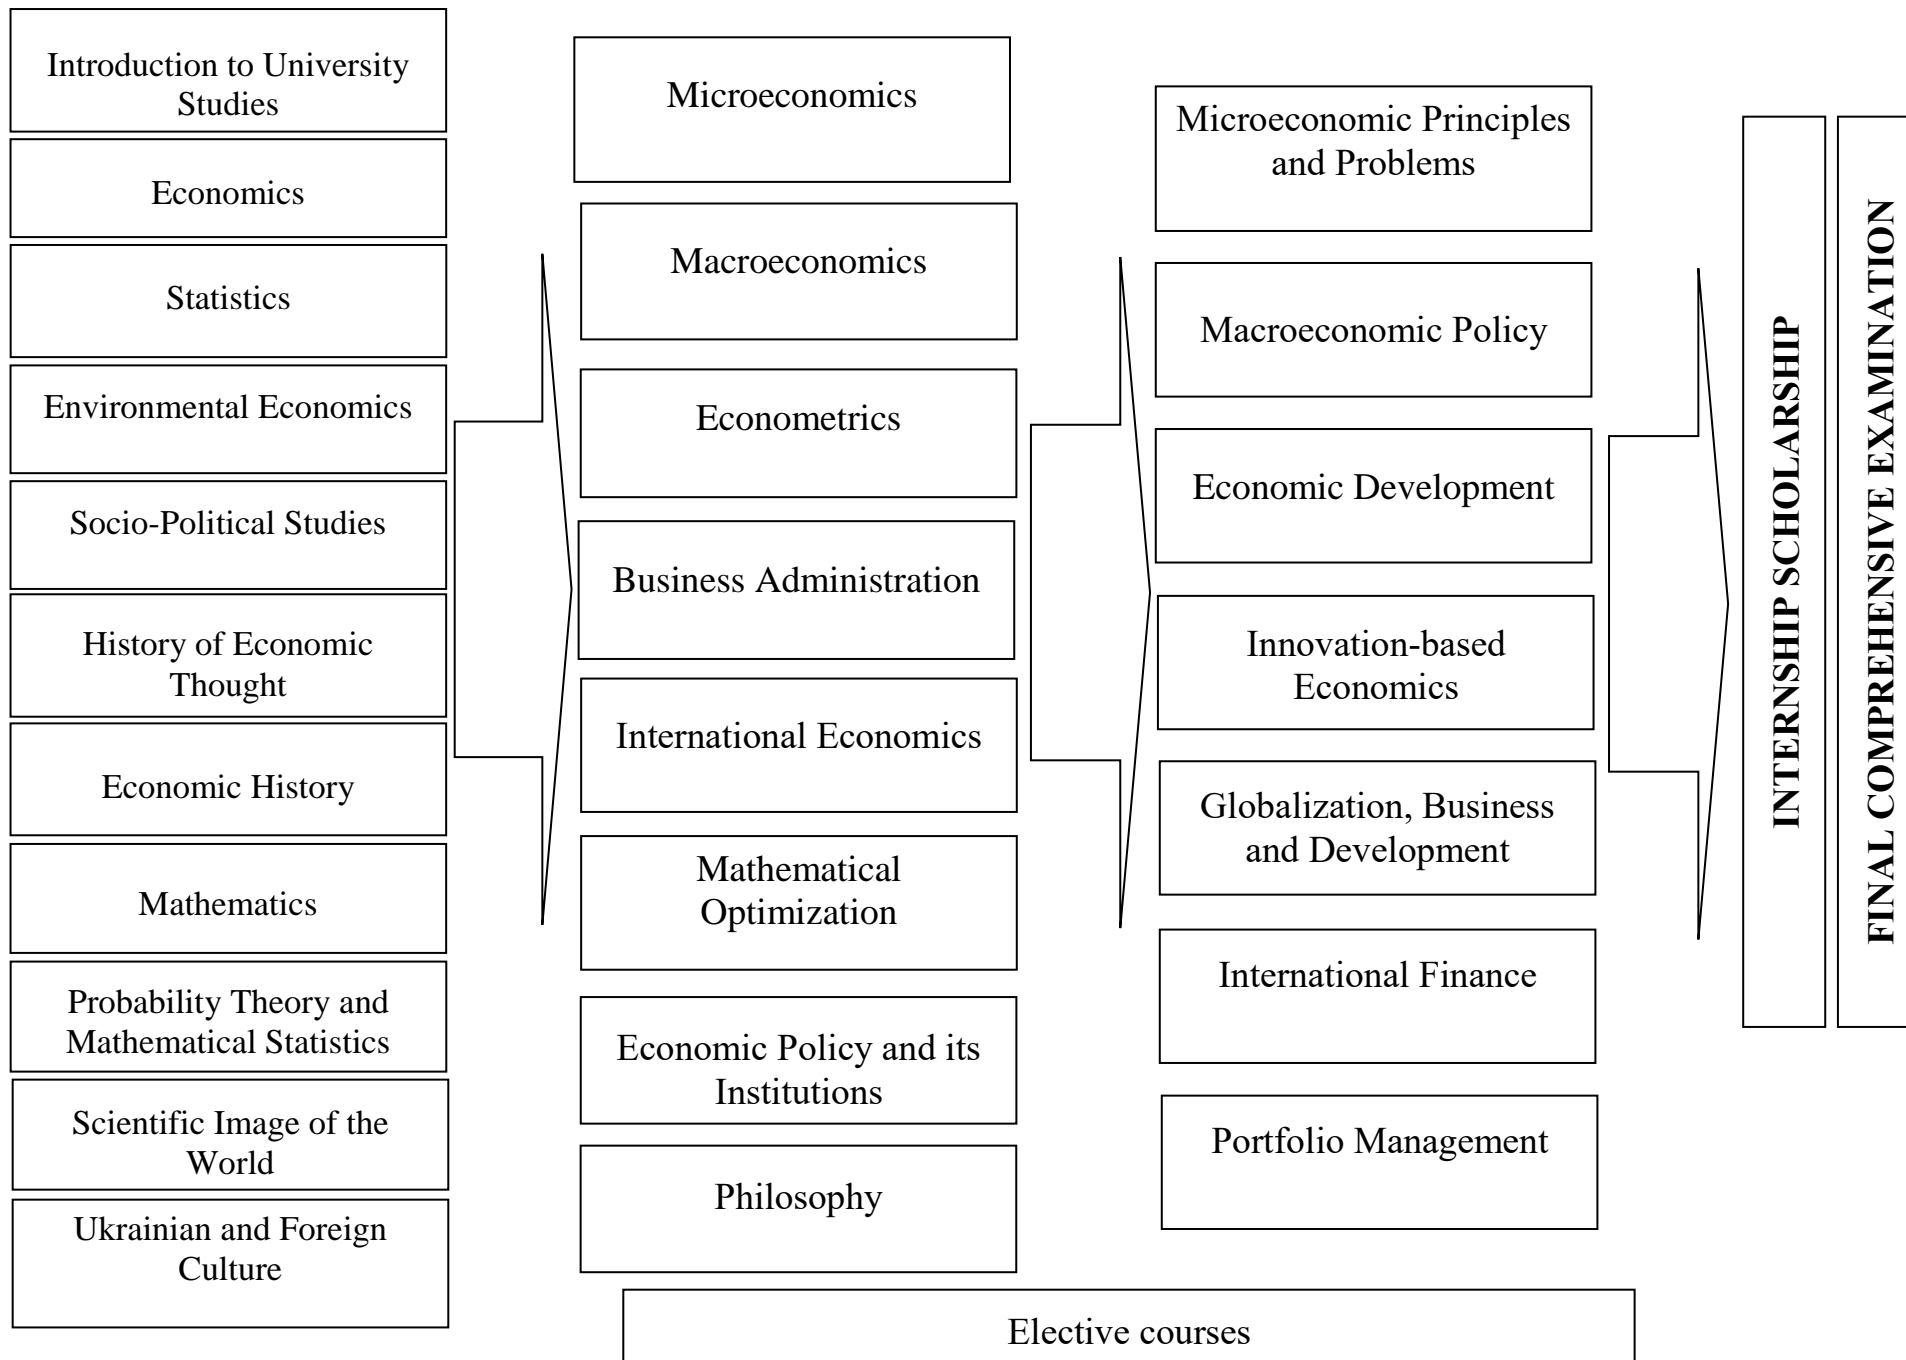 Introduction to University
Studies
Economics
Statistics
Environmental Economics
Socio-Political Studies
History of Economic
Thought
Economic History
Mathematics
Probability Theory and
Mathematical Statistics
Scientific Image of the
World
Ukrainian and Foreign
Culture
Microeconomics
Macroeconomics
Econometrics
Business Administration
International Economics
Mathematical
Optimization
Economic Policy and its
Institutions
Philosophy
Microeconomic Principles
and Problems
Macroeconomic Policy
Economic Development
Innovation-based
Economics
Globalization, Business
and Development
International Finance
Portfolio Management
Elective courses
INTERNSHIP SCHOLARSHIP
FINAL COMPREHENSIVE EXAMINATION